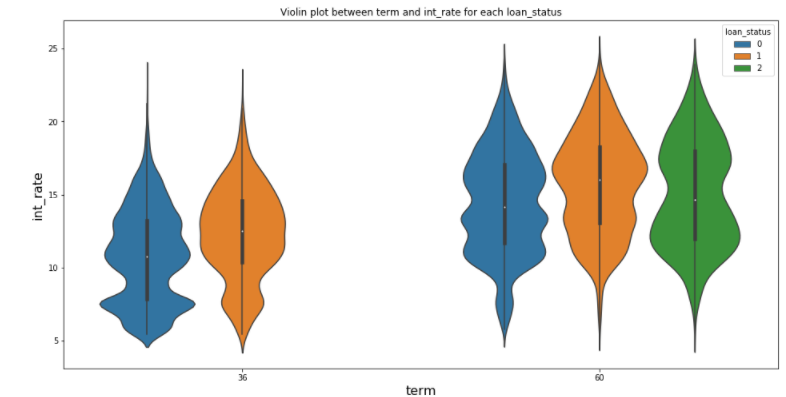 Violin plot between term and int_rate for each loan_status
loan_status
0
1
2
25
20
15
10
5
int_rate
36
60
term